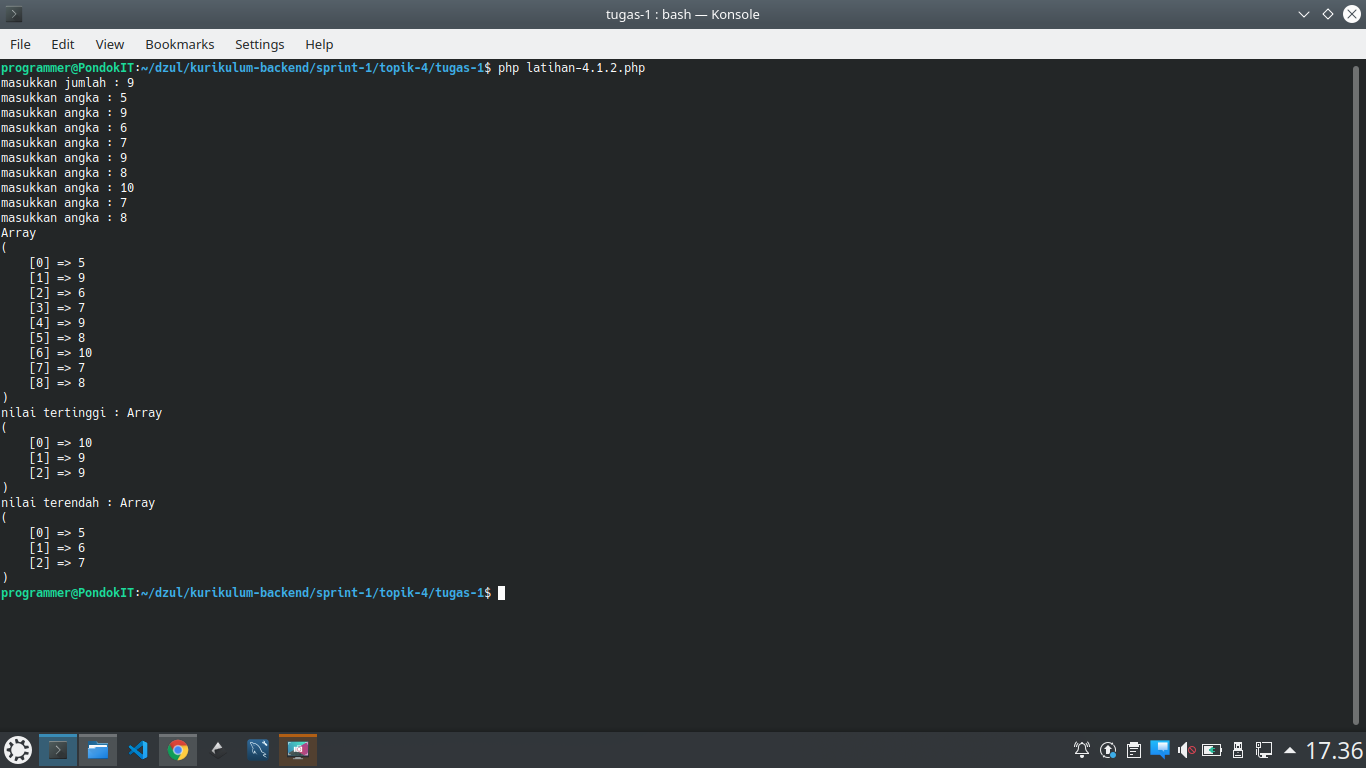 tugas-1 : bash — Konsole
File Edit View Bookmarks Settings Help
programmer@PondokIT:~/dzul/kurikulum-backend/sprint-1/topik-4/tugas-1$ php latihan-4.1.2.php
masukkan jumlah : 9
masukkan angka : 5
masukkan angka : 9
masukkan angka : 6
masukkan angka : 7
masukkan angka : 9
masukkan angka : 8
masukkan angka : 10
masukkan angka : 7
masukkan angka : 8
Array
(
    [0] => 5
    [1] => 9
    [2] => 6
    [3] => 7
    [4] => 9
    [5] => 8
    [6] => 10
    [7] => 7
    [8] => 8
)
nilai tertinggi : Array
(
    [0] => 10
    [1] => 9
    [2] => 9
)
nilai terendah : Array
(
    [0] => 5
    [1] => 6
    [2] => 7
)
programmer@PondokIT:~/dzul/kurikulum-backend/sprint-1/topik-4/tugas-1$
17.36